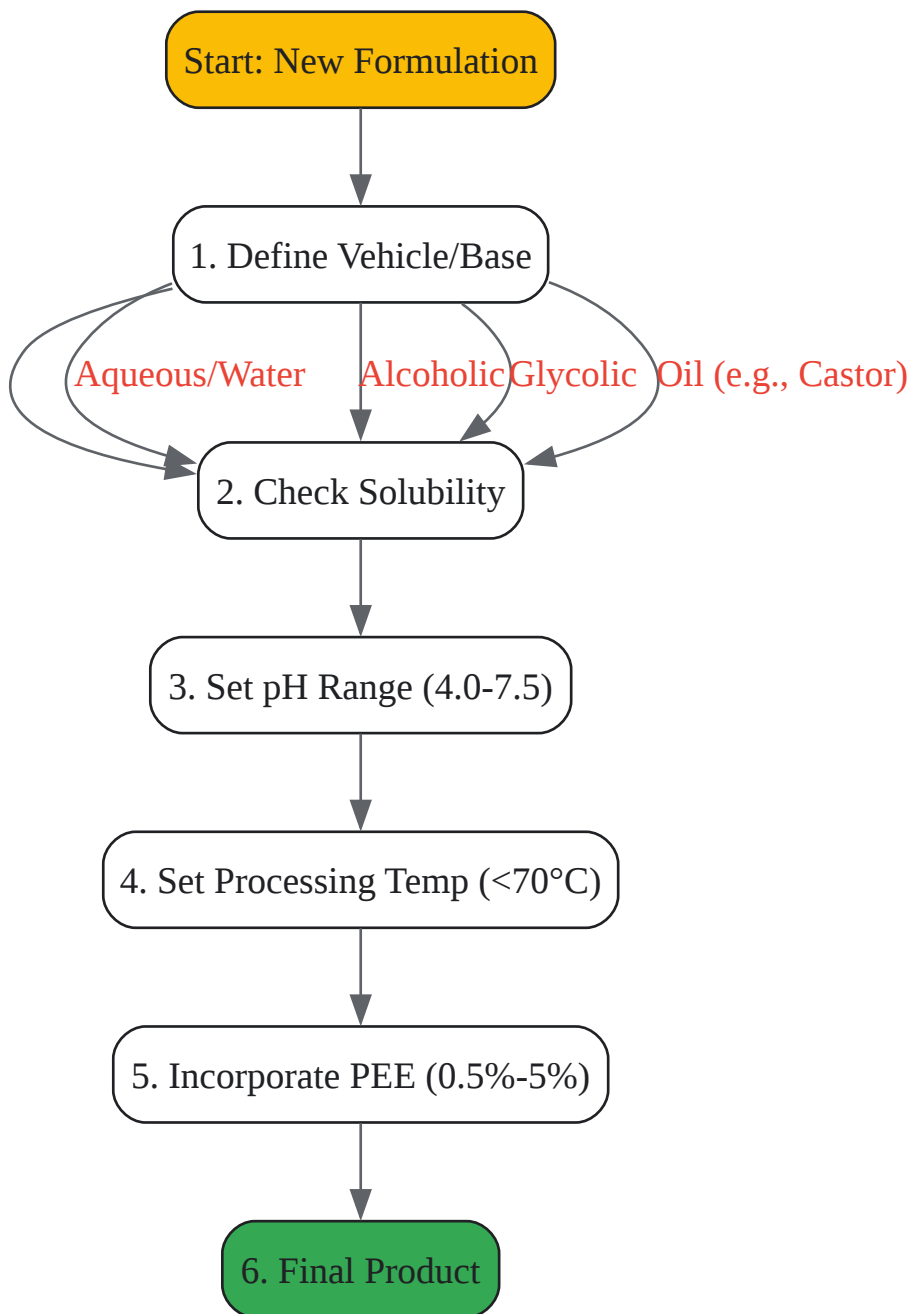 Start: New Formulation
1. Define Vehicle/Base
Aqueous/Water
Alcoholic
Glycolic
Oil (e.g., Castor)
2. Check Solubility
3. Set pH Range (4.0-7.5)
4. Set Processing Temp (<70°C)
5. Incorporate PEE (0.5%-5%)
6. Final Product